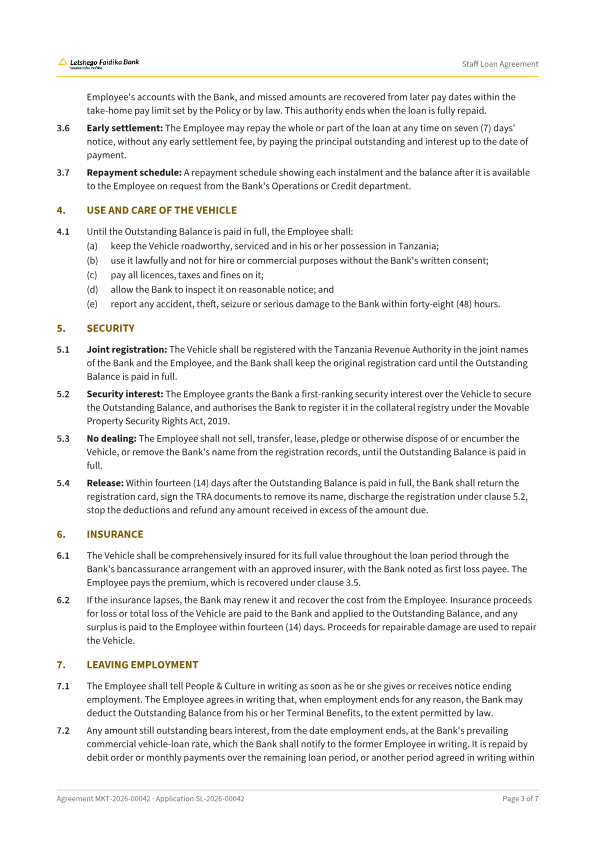 Letshego Faidika Bank
Staff Loan Agreement
Employee's accounts with the Bank, and missed amounts are recovered from later pay dates within the
take-home pay limit set by the Policy or by law. This authority ends when the loan is fully repaid.
3.6 Early settlement: The Employee may repay the whole or part of the loan at any time on seven (7) days'
notice, without any early settlement fee, by paying the principal outstanding and interest up to the date of
payment.
3.7 Repayment schedule: A repayment schedule showing each instalment and the balance after it is available
to the Employee on request from the Bank's Operations or Credit department.
4. USE AND CARE OF THE VEHICLE
4.1 Until the Outstanding Balance is paid in full, the Employee shall:
(a) keep the Vehicle roadworthy, serviced and in his or her possession in Tanzania;
(b) use it lawfully and not for hire or commercial purposes without the Bank's written consent;
(c) pay all licences, taxes and fines on it;
(d) allow the Bank to inspect it on reasonable notice; and
(e) report any accident, theft, seizure or serious damage to the Bank within forty-eight (48) hours.
5. SECURITY
5.1 Joint registration: The Vehicle shall be registered with the Tanzania Revenue Authority in the joint names
of the Bank and the Employee, and the Bank shall keep the original registration card until the Outstanding
Balance is paid in full.
5.2 Security interest: The Employee grants the Bank a first-ranking security interest over the Vehicle to secure
the Outstanding Balance, and authorises the Bank to register it in the collateral registry under the Movable
Property Security Rights Act, 2019.
5.3 No dealing: The Employee shall not sell, transfer, lease, pledge or otherwise dispose of or encumber the
Vehicle, or remove the Bank's name from the registration records, until the Outstanding Balance is paid in
full.
5.4 Release: Within fourteen (14) days after the Outstanding Balance is paid in full, the Bank shall return the
registration card, sign the TRA documents to remove its name, discharge the registration under clause 5.2,
stop the deductions and refund any amount received in excess of the amount due.
6. INSURANCE
6.1 The Vehicle shall be comprehensively insured for its full value throughout the loan period through the
Bank's bancassurance arrangement with an approved insurer, with the Bank noted as first loss payee. The
Employee pays the premium, which is recovered under clause 3.5.
6.2 If the insurance lapses, the Bank may renew it and recover the cost from the Employee. Insurance proceeds
for loss or total loss of the Vehicle are paid to the Bank and applied to the Outstanding Balance, and any
surplus is paid to the Employee within fourteen (14) days. Proceeds for repairable damage are used to repair
the Vehicle.
7. LEAVING EMPLOYMENT
7.1 The Employee shall tell People & Culture in writing as soon as he or she gives or receives notice ending
employment. The Employee agrees in writing that, when employment ends for any reason, the Bank may
deduct the Outstanding Balance from his or her Terminal Benefits, to the extent permitted by law.
7.2 Any amount still outstanding bears interest, from the date employment ends, at the Bank's prevailing
commercial vehicle-loan rate, which the Bank shall notify to the former Employee in writing. It is repaid by
debit order or monthly payments over the remaining loan period, or another period agreed in writing within
Agreement MKT-2026-00042 · Application SL-2026-00042
Page 3 of 7